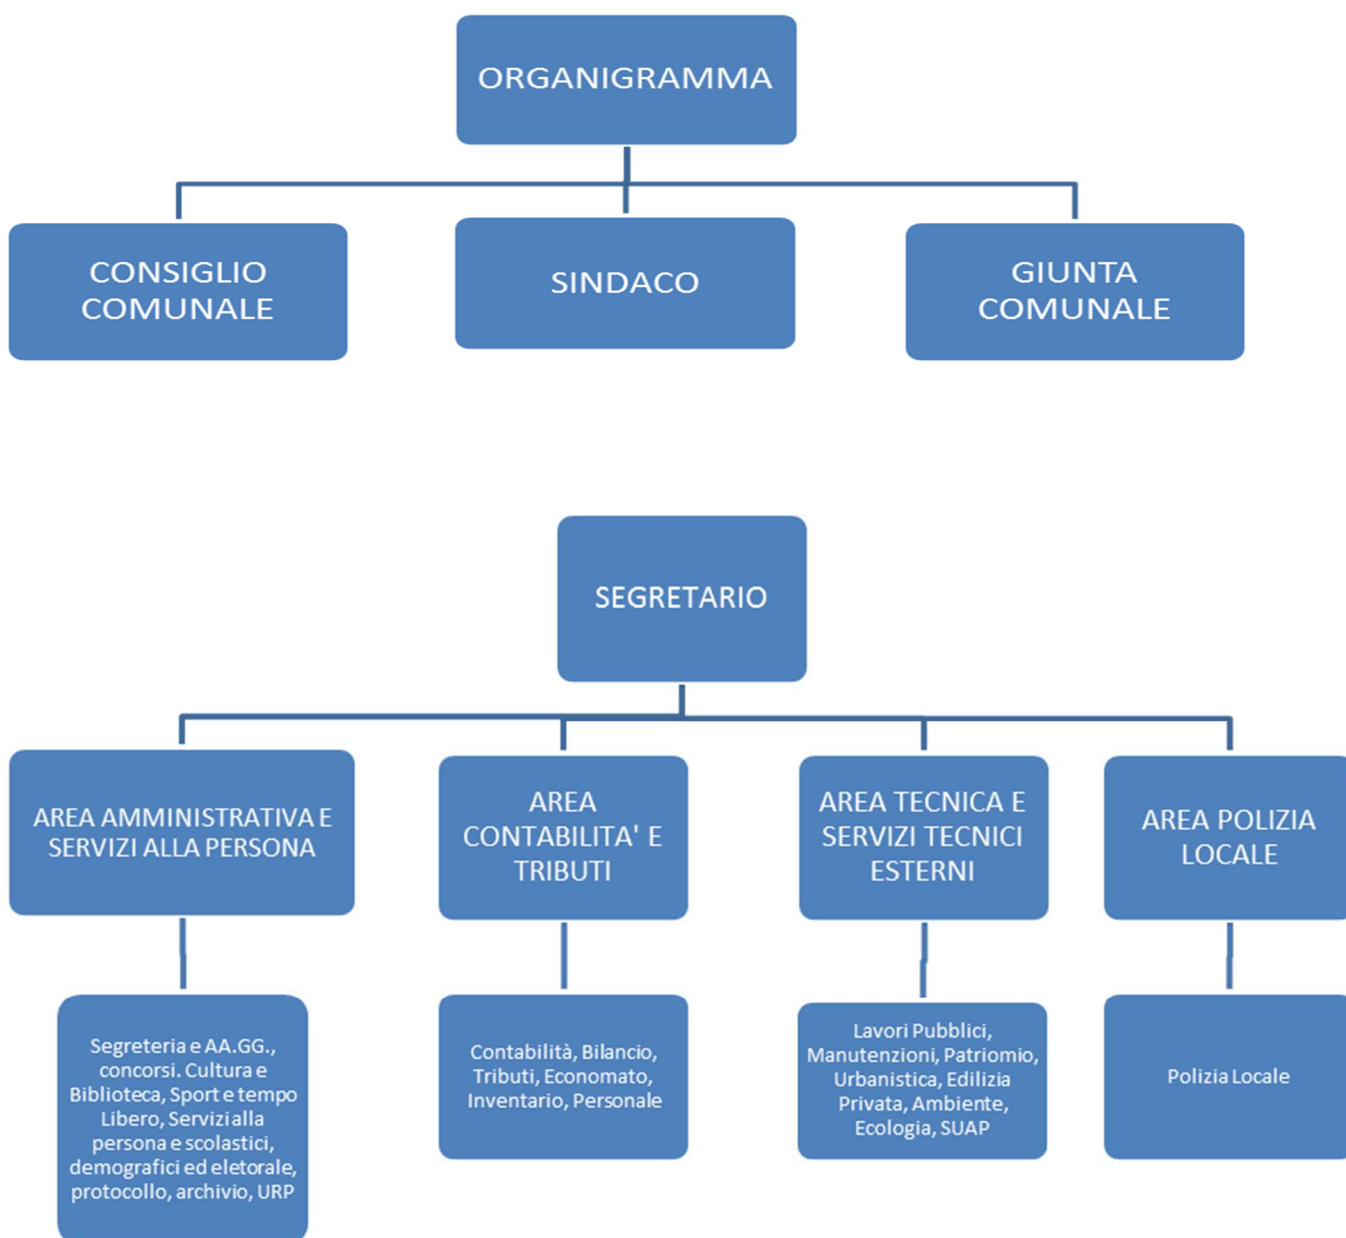 ORGANIGRAMMA
CONSIGLIO
COMUNALE
SINDACO
GIUNTA
COMUNALE
SEGRETARIO
AREA AMMINISTRATIVA E
SERVIZI ALLA PERSONA
AREA
CONTABILITA' E
TRIBUTI
AREA TECNICA E
SERVIZI TECNICI
ESTERNI
AREA POLIZIA
LOCALE
Segreteria e AA.GG.,
concorsi. Cultura e
Biblioteca, Sport e tempo
Libero, Servizi alla
persona e scolastici,
demografici ed eletorale,
protocollo, archivio, URP
Contabilità, Bilancio,
Tributi, Economato,
Inventario, Personale
Lavori Pubblici,
Manutenzioni, Patriomio,
Urbanistica, Edilizia
Privata, Ambiente,
Ecologia, SUAP
Polizia Locale